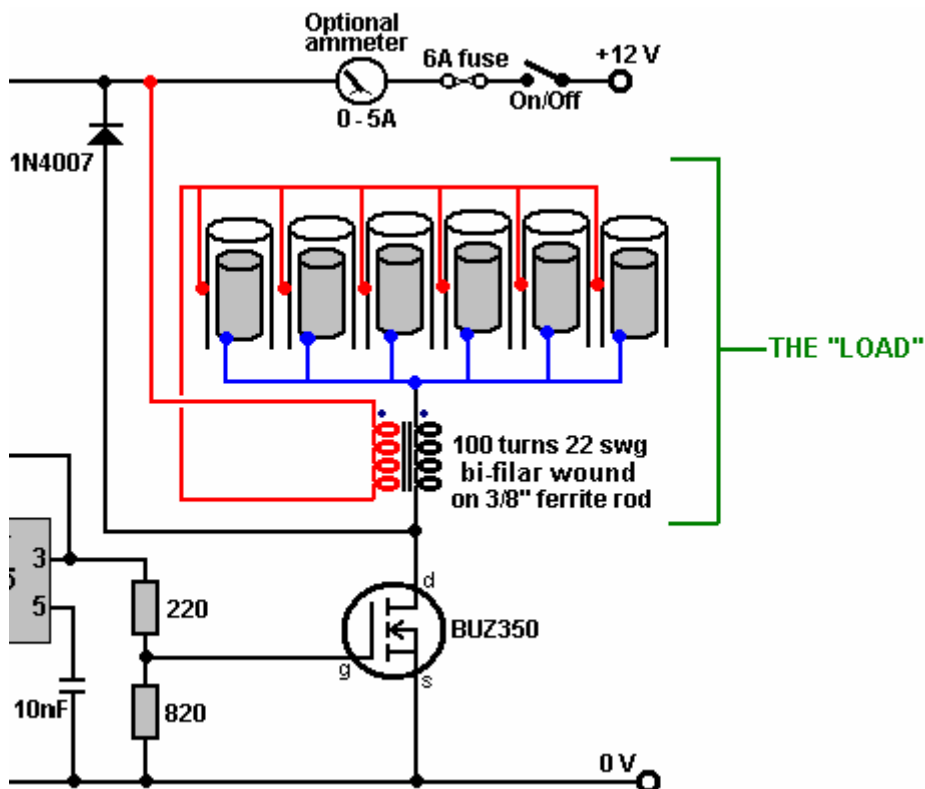 Optional
ammeter
6A fuse
+12 V
On/Off
0 - 5A
1N4007
THE "LOAD"
100 turns 22 swg
bi-filar wound
on 3/8" ferrite rod
3
5
d
220
BUZ350
g
s
10nF
820
0 V